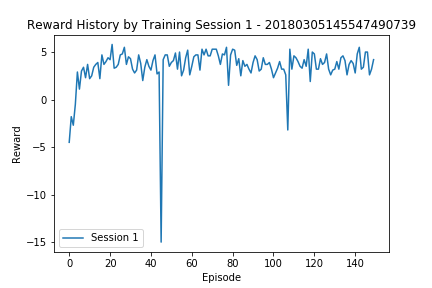 Reward History by Training Session 1 - 20180305145547490739
Reward
5
0
−5
−10
−15
Session 1
0 20 40 60 80 100 120 140
Episode